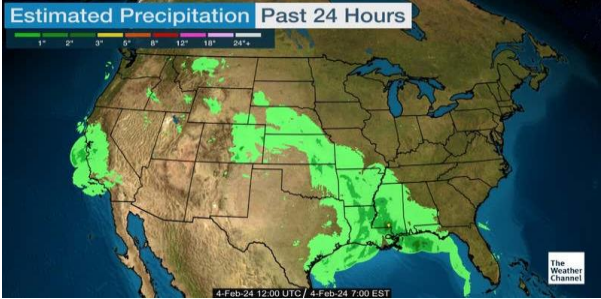 Estimated Precipitation Past 24 Hours
1" 2" 3" 5" 8" 12" 18" 24"+
The
Weather
Channel
4-Feb-24 12:00 UTC / 4-Feb-24 7:00 EST